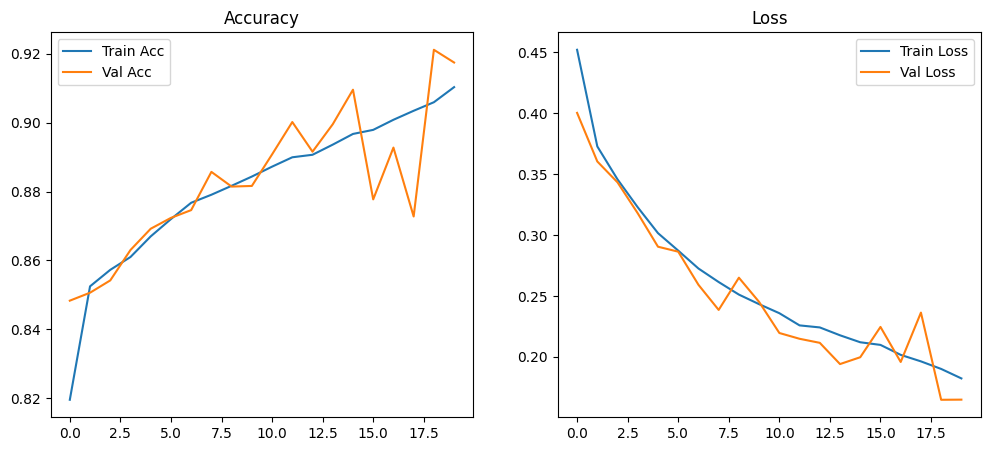 Accuracy
Train Acc
Val Acc
0.92
0.90
0.88
0.86
0.84
0.82
0.0 2.5 5.0 7.5 10.0 12.5 15.0 17.5
Loss
Train Loss
Val Loss
0.45
0.40
0.35
0.30
0.25
0.20
0.0 2.5 5.0 7.5 10.0 12.5 15.0 17.5